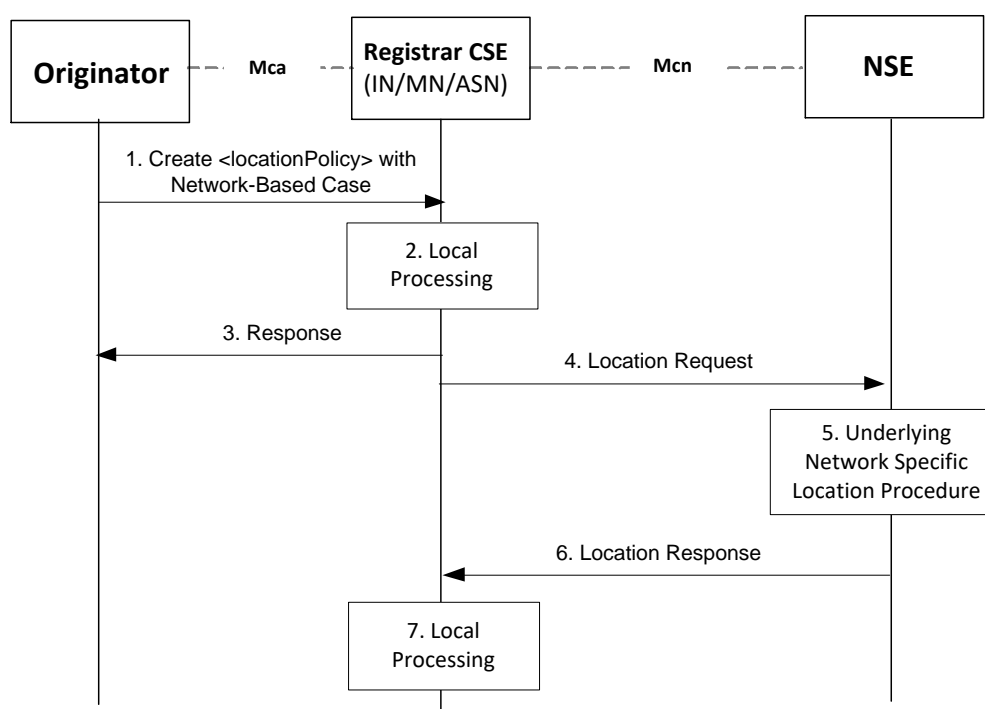 Originator
Mca
Registrar CSE
(IN/MN/ASN)
Mcn
NSE
1. Create <locationPolicy> with
Network-Based Case
2. Local
Processing
3. Response
4. Location Request
5. Underlying
Network Specific
Location Procedure
6. Location Response
7. Local
Processing